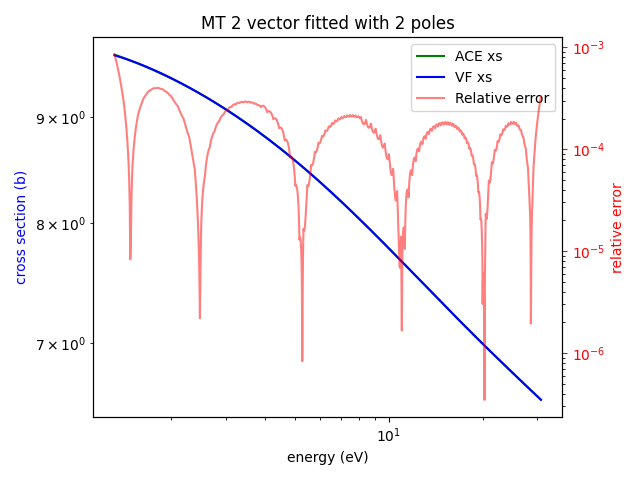 MT 2 vector fitted with 2 poles
ACE xs
VF xs
Relative error
9 × 10⁰
8 × 10⁰
7 × 10⁰
cross section (b)
10⁻³
10⁻⁴
10⁻⁵
10⁻⁶
relative error
10¹
energy (eV)